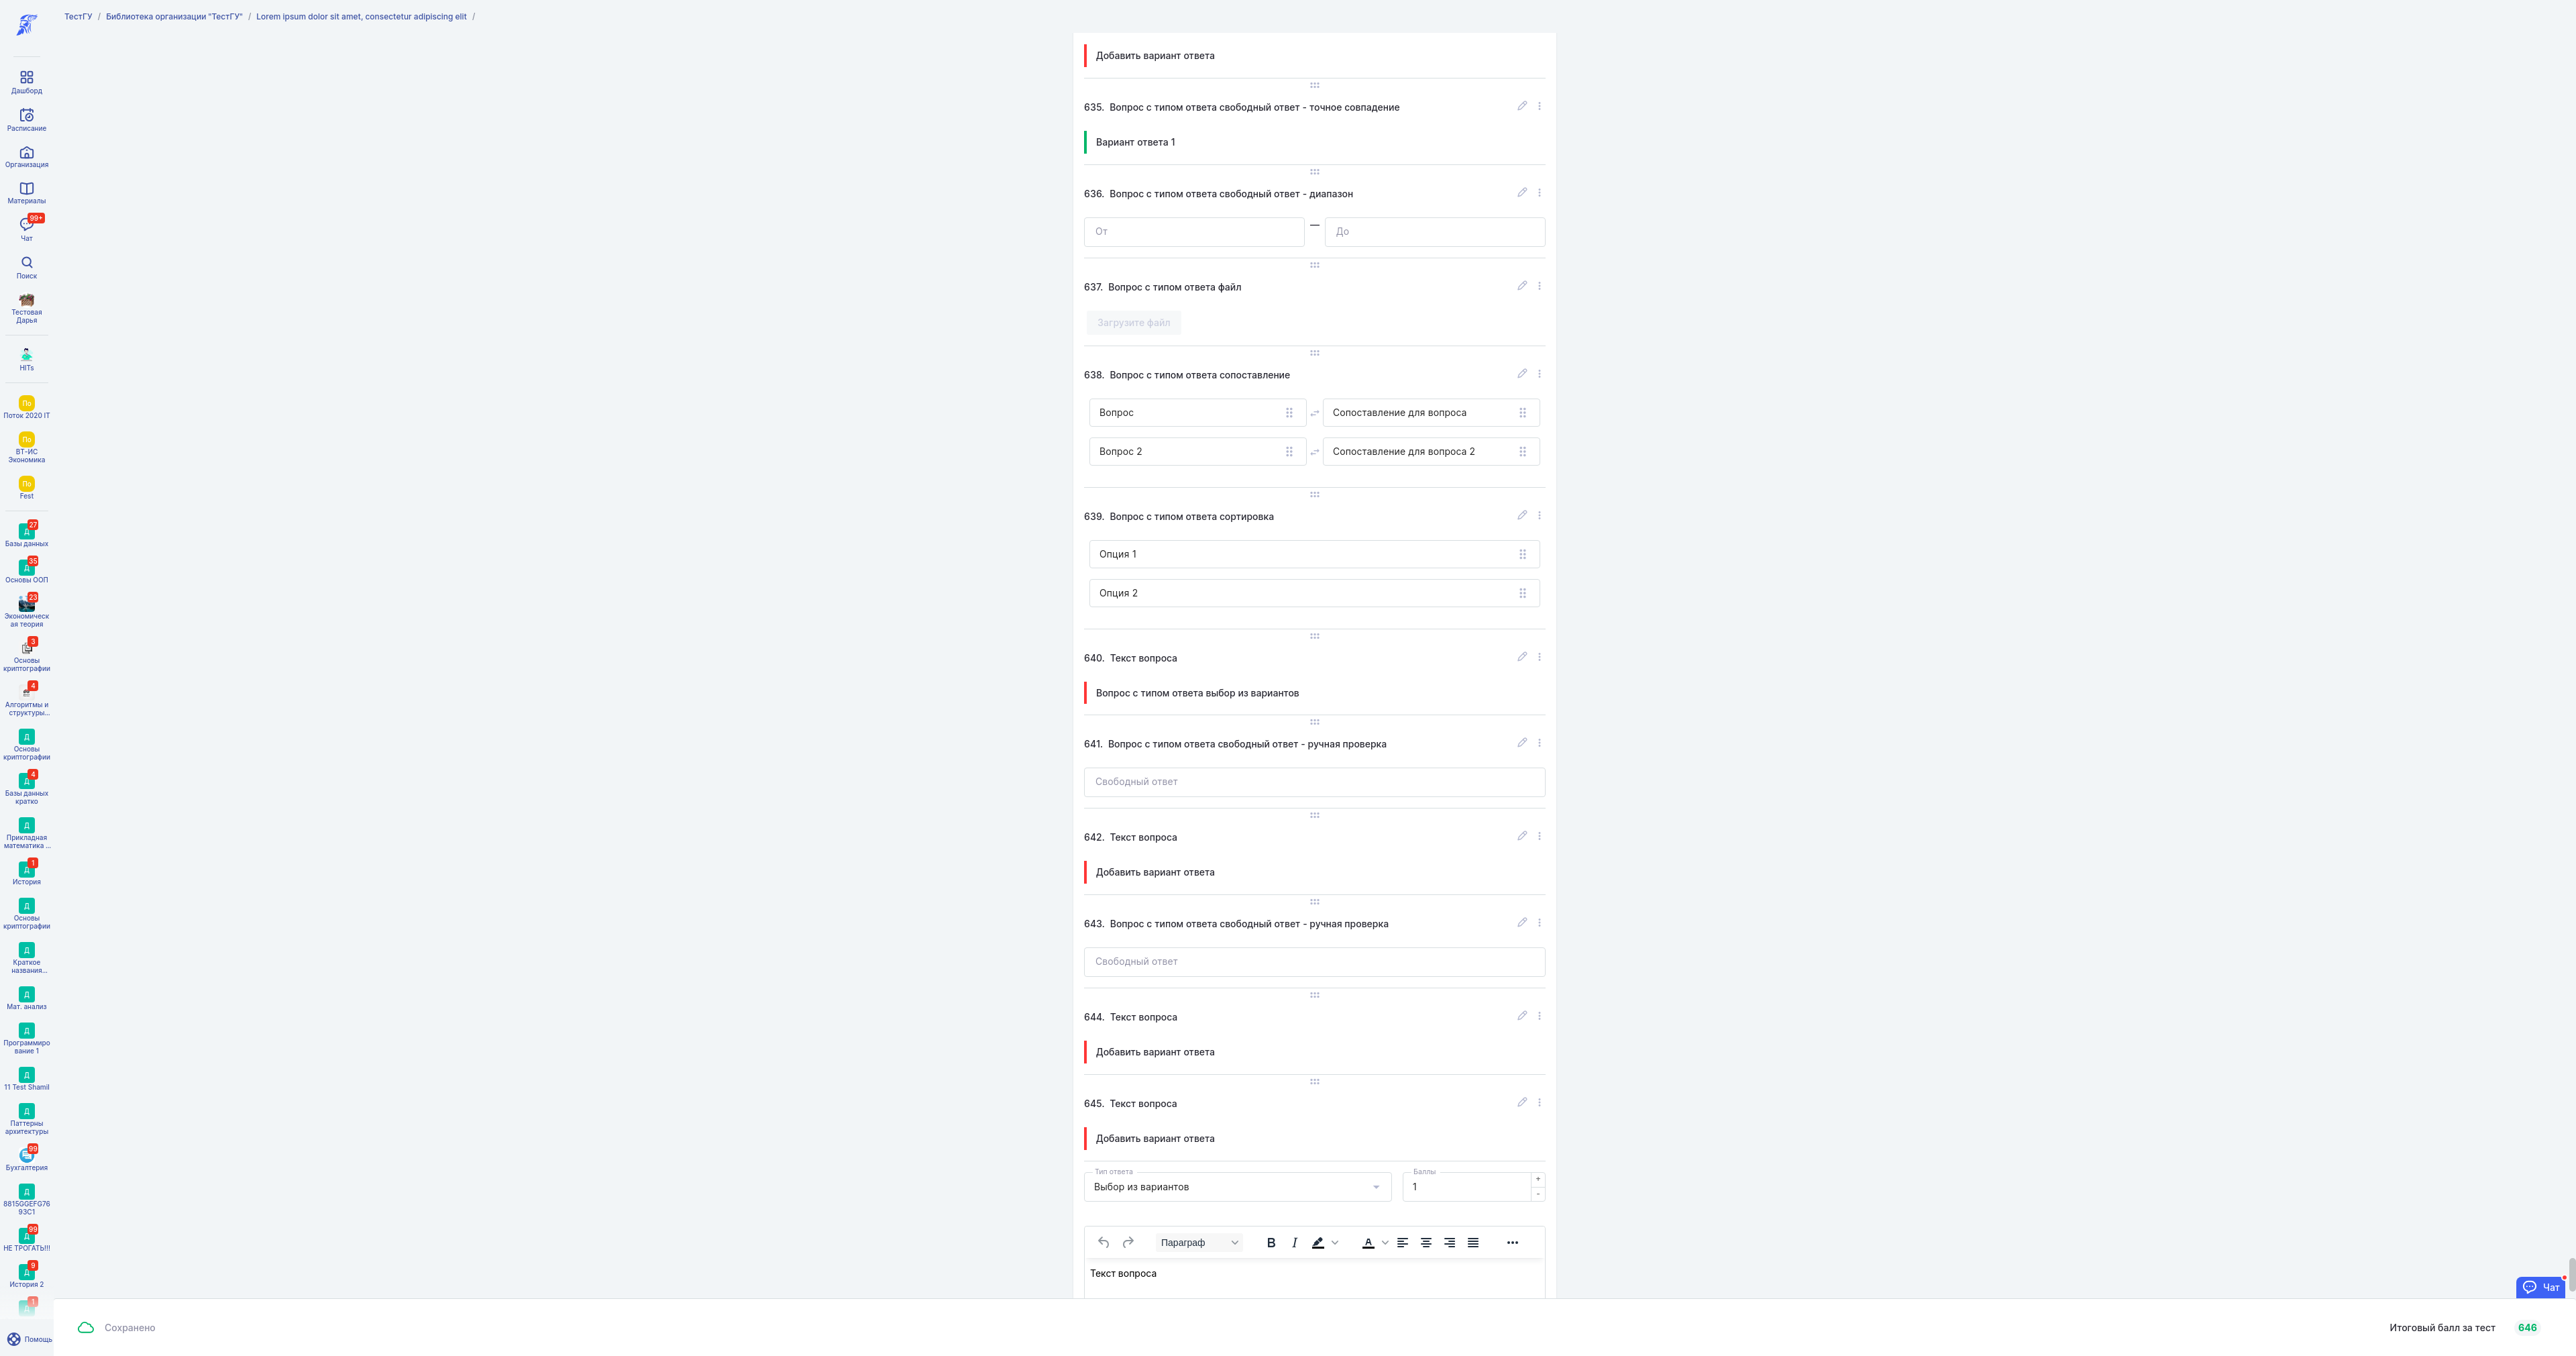 ТестГУ / Библиотека организации "ТестГУ" / Lorem ipsum dolor sit amet, consectetur adipiscing elit /
Дашборд
Расписание
Организация
Материалы
99+
Чат
Поиск
Тестовая
Дарья
HITs
По
Поток 2020 IT
По
ВТ-ИС
Экономика
По
Fest
27
Д
Базы данных
35
Д
Основы ООП
23
Экономическ
ая теория
3
Основы
криптографии
4
Алгоритмы и
структуры...
Д
Основы
криптографии
4
Д
Базы данных
кратко
Д
Прикладная
математика ...
1
Д
История
Д
Основы
криптографии
Д
Краткое
названия...
Д
Мат. анализ
Д
Программиро
вание 1
Д
11 Test Shamil
Д
Паттерны
архитектуры
99
Бухгалтерия
Д
8815GGEFG76
93C1
99
Д
НЕ ТРОГАТЬ!!!
9
Д
История 2
1
Д
Помощь
Добавить вариант ответа
635. Вопрос с типом ответа свободный ответ - точное совпадение
Вариант ответа 1
636. Вопрос с типом ответа свободный ответ - диапазон
От — До
637. Вопрос с типом ответа файл
Загрузите файл
638. Вопрос с типом ответа сопоставление
Вопрос Сопоставление для вопроса
Вопрос 2 Сопоставление для вопроса 2
639. Вопрос с типом ответа сортировка
Опция 1
Опция 2
640. Текст вопроса
Вопрос с типом ответа выбор из вариантов
641. Вопрос с типом ответа свободный ответ - ручная проверка
Свободный ответ
642. Текст вопроса
Добавить вариант ответа
643. Вопрос с типом ответа свободный ответ - ручная проверка
Свободный ответ
644. Текст вопроса
Добавить вариант ответа
645. Текст вопроса
Добавить вариант ответа
Тип ответа Баллы
Выбор из вариантов 1 + -
Параграф B I A
Текст вопроса
Чат
Сохранено
Итоговый балл за тест 646